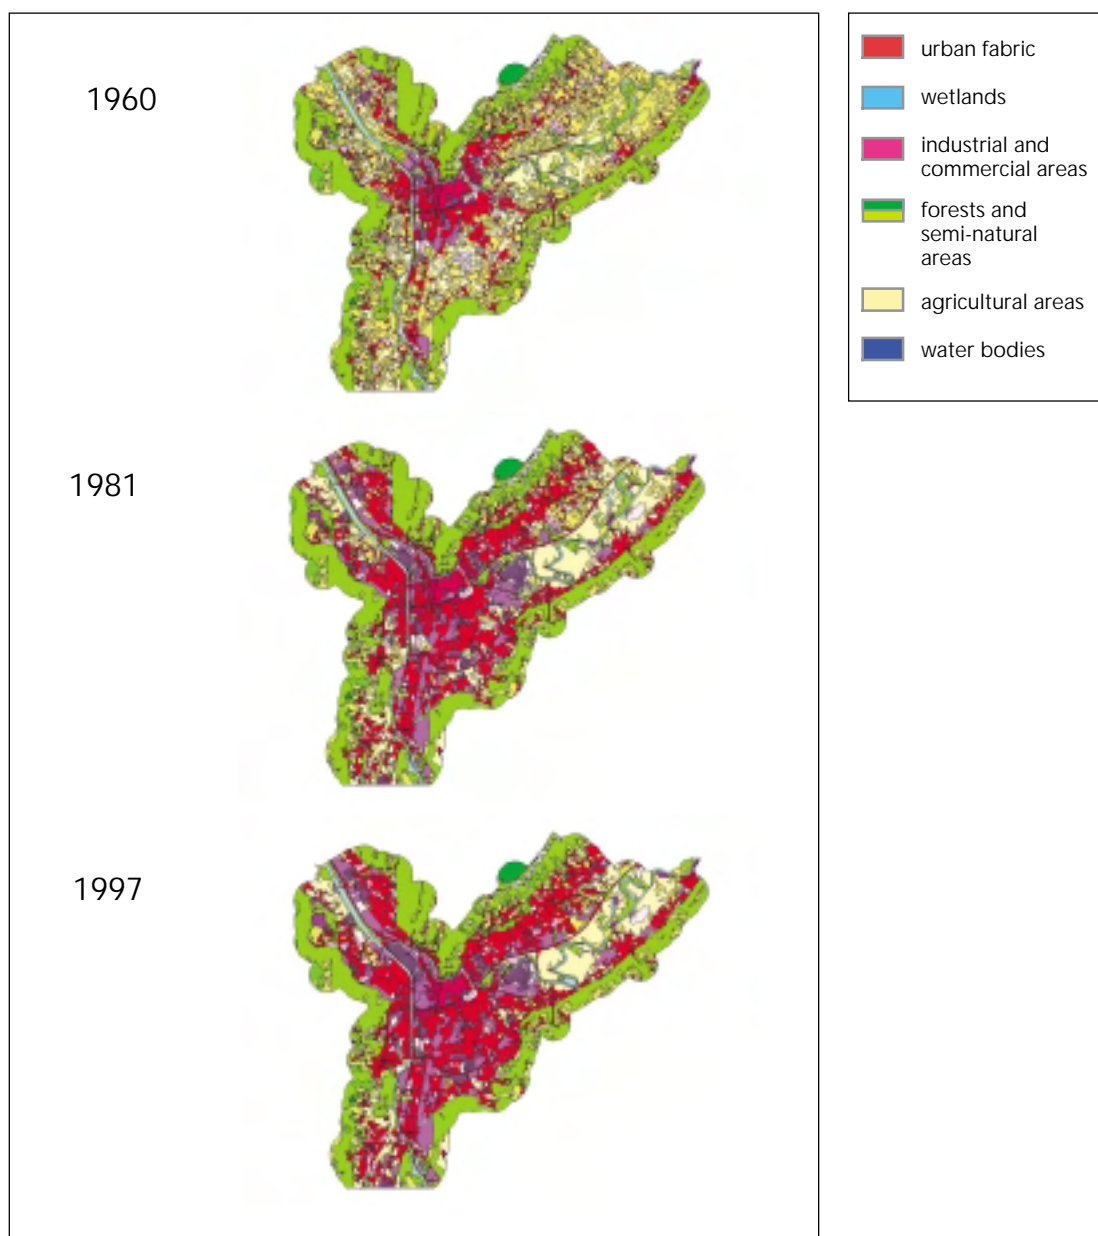 1960
1981
1997
urban fabric
wetlands
industrial and
commercial areas
forests and
semi-natural
areas
agricultural areas
water bodies